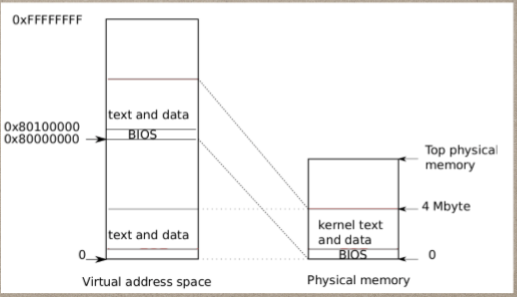 0xFFFFFFFF
text and data
0x80100000
BIOS
0x80000000
Top physical
memory
4 Mbyte
kernel text
and data
text and data
BIOS
0
0
Virtual address space
Physical memory